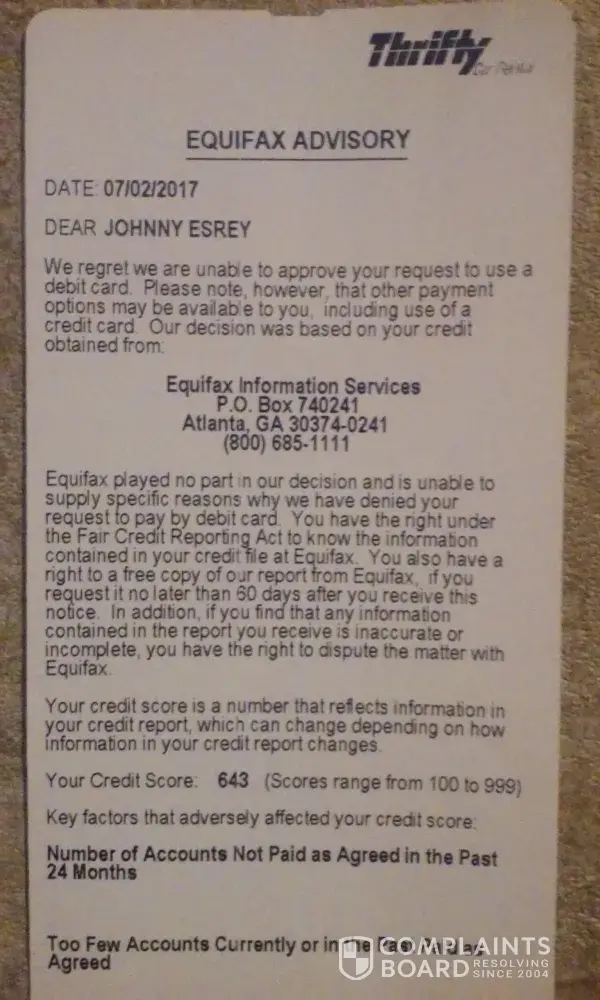 Thrifty
Car Rental
EQUIFAX ADVISORY
DATE: 07/02/2017
DEAR JOHNNY ESREY
We regret we are unable to approve your request to use a
debit card. Please note, however, that other payment
options may be available to you, including use of a
credit card. Our decision was based on your credit
obtained from:
Equifax Information Services
P.O. Box 740241
Atlanta, GA 30374-0241
(800) 685-1111
Equifax played no part in our decision and is unable to
supply specific reasons why we have denied your
request to pay by debit card. You have the right under
the Fair Credit Reporting Act to know the information
contained in your credit file at Equifax. You also have a
right to a free copy of our report from Equifax, if you
request it no later than 60 days after you receive this
notice. In addition, if you find that any information
contained in the report you receive is inaccurate or
incomplete, you have the right to dispute the matter with
Equifax.
Your credit score is a number that reflects information in
your credit report, which can change depending on how
information in your credit report changes.
Your Credit Score: 643 (Scores range from 100 to 999)
Key factors that adversely affected your credit score:
Number of Accounts Not Paid as Agreed in the Past
24 Months
Too Few Accounts Currently or in the Past Paid as
Agreed
COMPLAINTS
BOARD RESOLVING
SINCE 2004